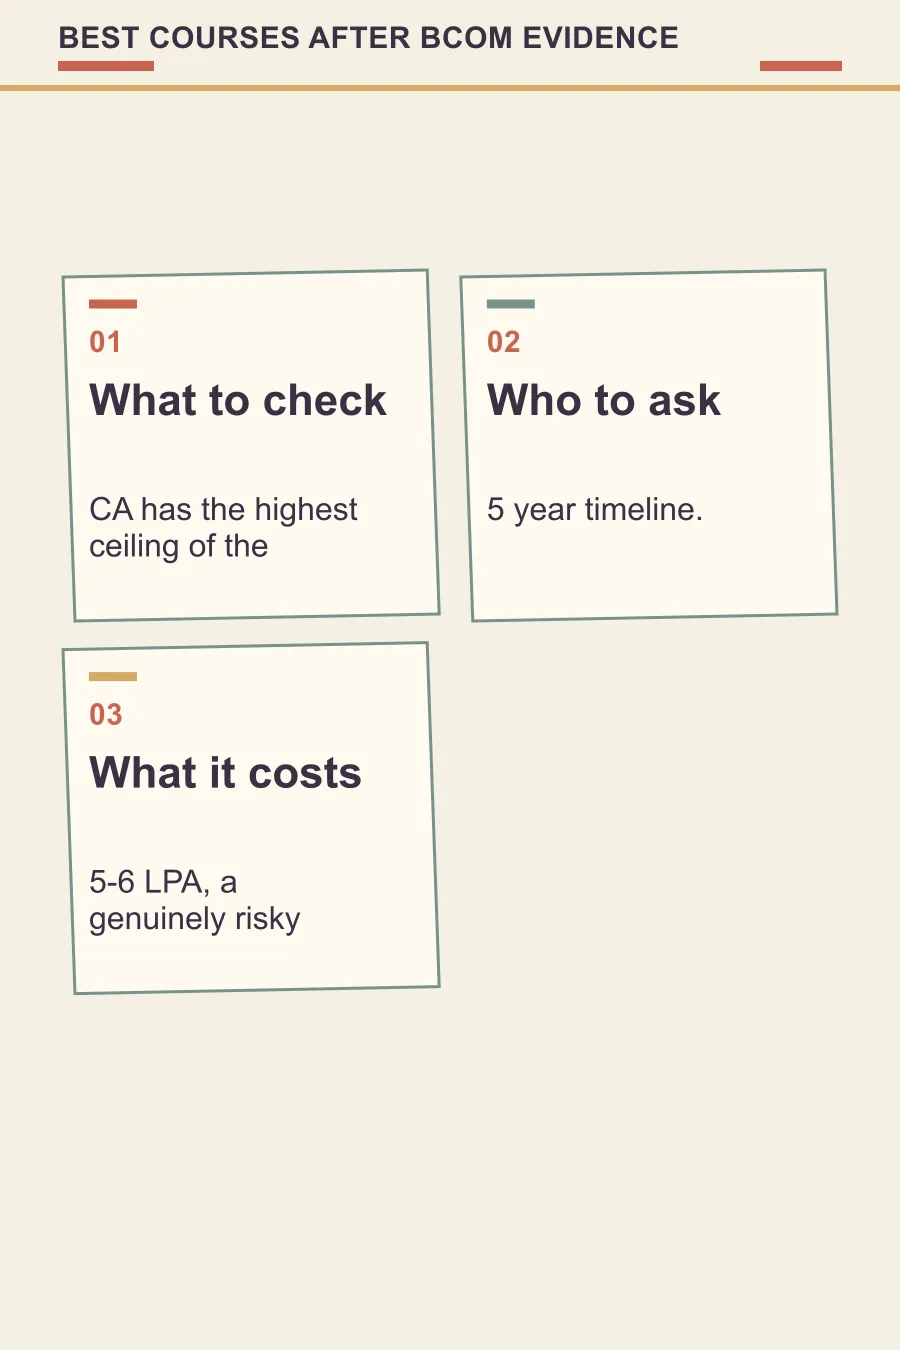 BEST COURSES AFTER BCOM EVIDENCE
01
What to check
CA has the highest
ceiling of the
02
Who to ask
5 year timeline.
03
What it costs
5-6 LPA, a
genuinely risky